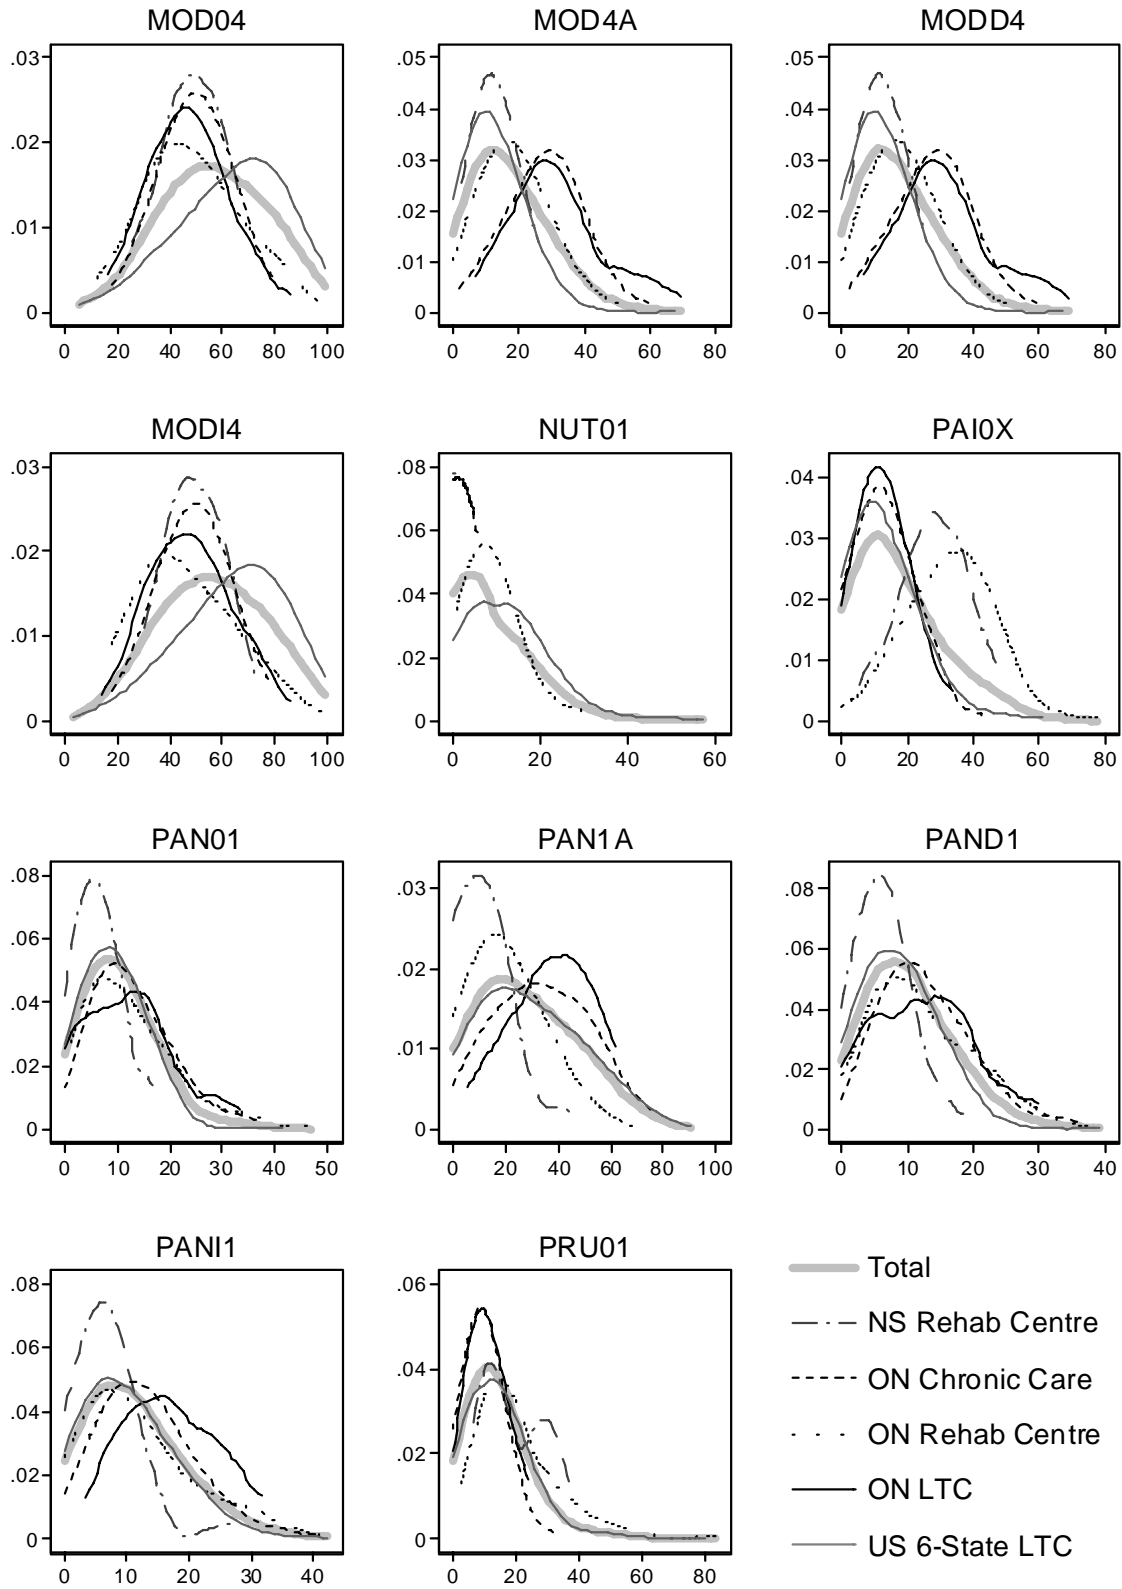 MOD04 MOD4A MODD4
.03 .05 .05
.04 .04
.02 .03 .03
.02 .02
.01 .01 .01
0 0 0
0 20 40 60 80 100 0 20 40 60 80 0 20 40 60 80
MODI4 NUT01 PAI0X
.03 .08 .04
.06 .03
.02 .04 .02
.01 .02 .01
0 0 0
0 20 40 60 80 100 0 20 40 60 0 20 40 60 80
PAN01 PAN1A PAND1
.08 .03 .08
.06 .02 .06
.04 .01 .04
.02 .02
0 0 0
0 10 20 30 40 50 0 20 40 60 80 100 0 10 20 30 40
PANI1 PRU01
.08 .06
.06 .04
.04 .02
.02
0 0
0 10 20 30 40 0 20 40 60 80
Total
NS Rehab Centre
ON Chronic Care
ON Rehab Centre
ON LTC
US 6-State LTC